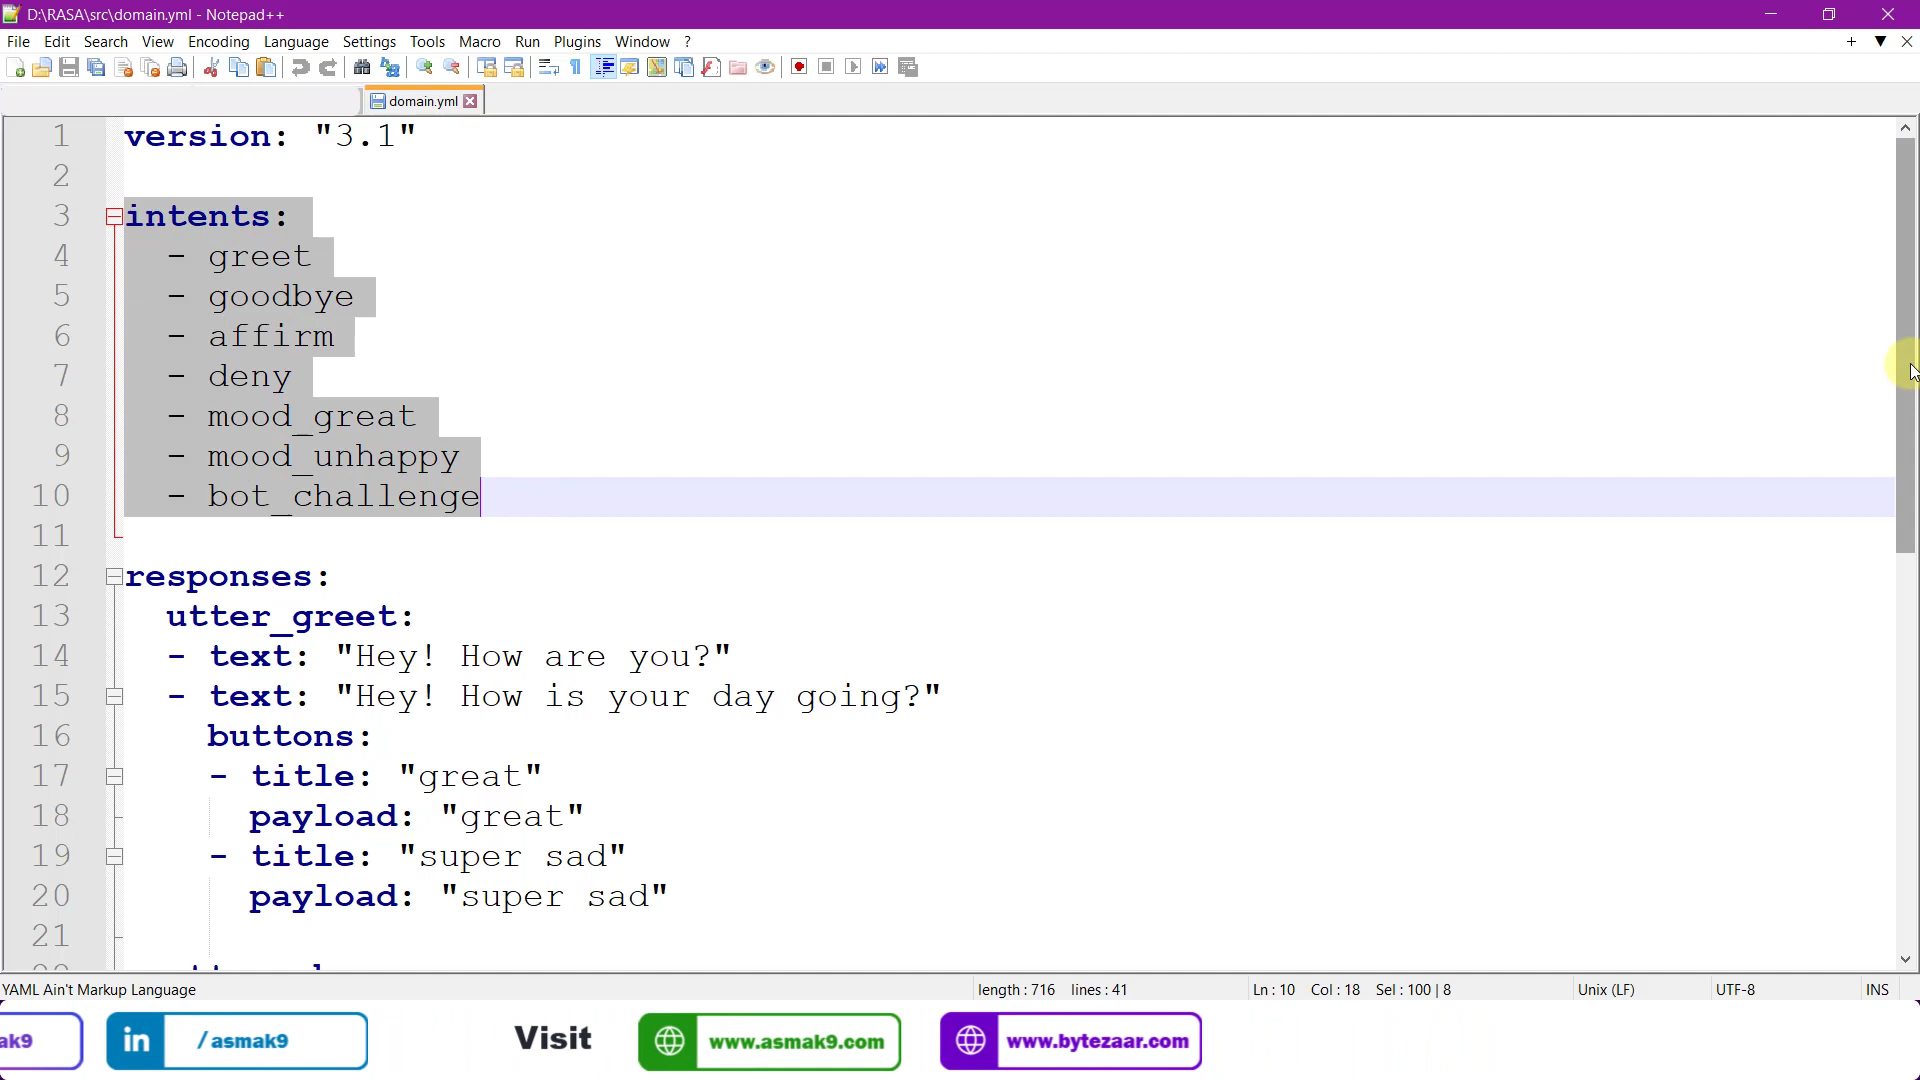 D:\RASA\src\domain.yml - Notepad++
File Edit Search View Encoding Language Settings Tools Macro Run Plugins Window ?
domain.yml
1 version: "3.1"
2
3 intents:
4   - greet
5   - goodbye
6   - affirm
7   - deny
8   - mood_great
9   - mood_unhappy
10   - bot_challenge
11
12 responses:
13   utter_greet:
14   - text: "Hey! How are you?"
15   - text: "Hey! How is your day going?"
16     buttons:
17     - title: "great"
18       payload: "great"
19     - title: "super sad"
20       payload: "super sad"
21
YAML Ain't Markup Language length : 716 lines : 41 Ln : 10 Col : 18 Sel : 100 | 8 Unix (LF) UTF-8 INS
ak9 in /asmak9 Visit www.asmak9.com www.bytezaar.com